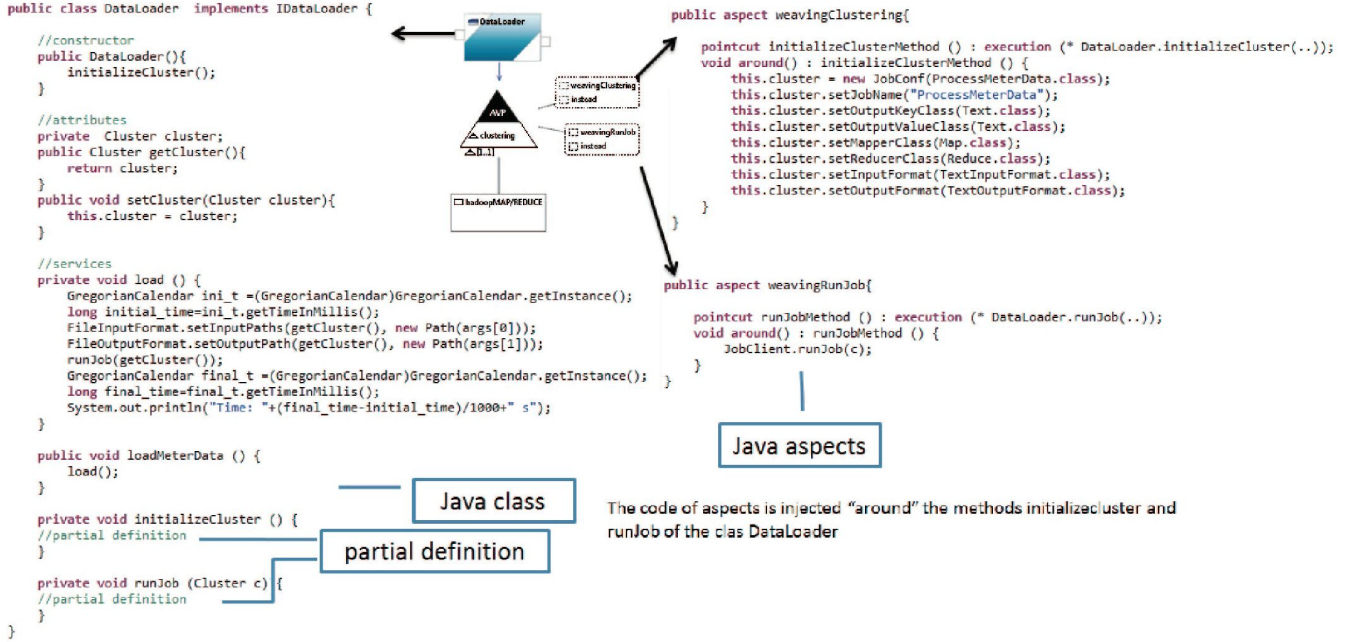 public class DataLoader implements IDataLoader {
//constructor
public DataLoader(){
initializeCluster();
}
//attributes
private Cluster cluster;
public Cluster getCluster(){
return cluster;
}
public void setCluster(Cluster cluster){
this.cluster = cluster;
}
//services
private void load () {
GregorianCalendar ini_t =(GregorianCalendar)GregorianCalendar.getInstance();
long initial_time=ini_t.getTimeInMillis();
FileInputFormat.setInputPaths(getCluster(), new Path(args[0]));
FileOutputFormat.setOutputPath(getCluster(), new Path(args[1]));
runJob(getCluster());
GregorianCalendar final_t =(GregorianCalendar)GregorianCalendar.getInstance();
long final_time=final_t.getTimeInMillis();
System.out.println("Time: "+(final_time-initial_time)/1000+" s");
}
public void loadMeterData () {
load();
}
private void initializeCluster () {
//partial definition
}
private void runJob (Cluster c) {
//partial definition
}
}
DataLoader
weavingClustering
instead
AVP
clustering
[1..1]
weavingRunJob
instead
hadoopMAP/REDUCE
public aspect weavingClustering{
pointcut initializeClusterMethod () : execution (* DataLoader.initializeCluster(..));
void around() : initializeClusterMethod () {
this.cluster = new JobConf(ProcessMeterData.class);
this.cluster.setJobName("ProcessMeterData");
this.cluster.setOutputKeyClass(Text.class);
this.cluster.setOutputValueClass(Text.class);
this.cluster.setMapperClass(Map.class);
this.cluster.setReducerClass(Reduce.class);
this.cluster.setInputFormat(TextInputFormat.class);
this.cluster.setOutputFormat(TextOutputFormat.class);
}
}
public aspect weavingRunJob{
pointcut runJobMethod () : execution (* DataLoader.runJob(..));
void around() : runJobMethod () {
JobClient.runJob(c);
}
}
Java aspects
Java class
partial definition
The code of aspects is injected “around” the methods initializecluster and
runJob of the clas DataLoader